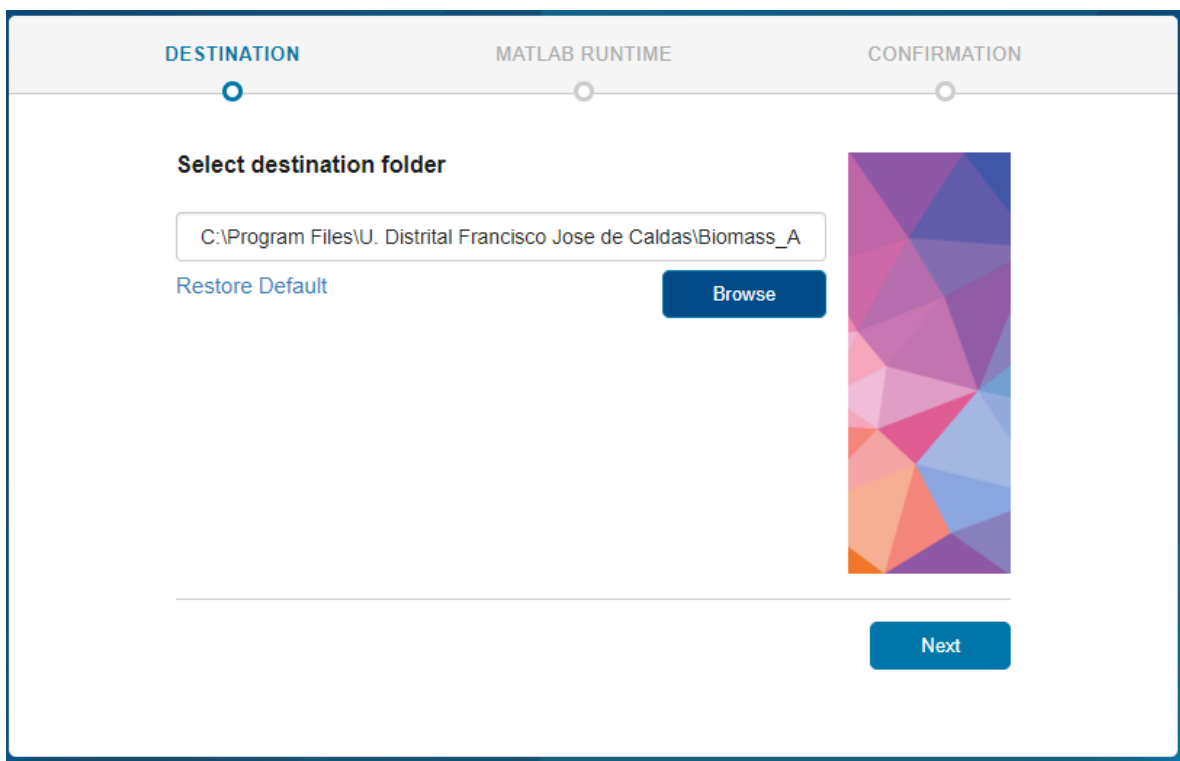 DESTINATION MATLAB RUNTIME CONFIRMATION
Select destination folder
C:\Program Files\U. Distrital Francisco Jose de Caldas\Biomass_A
Restore Default
Browse
Next